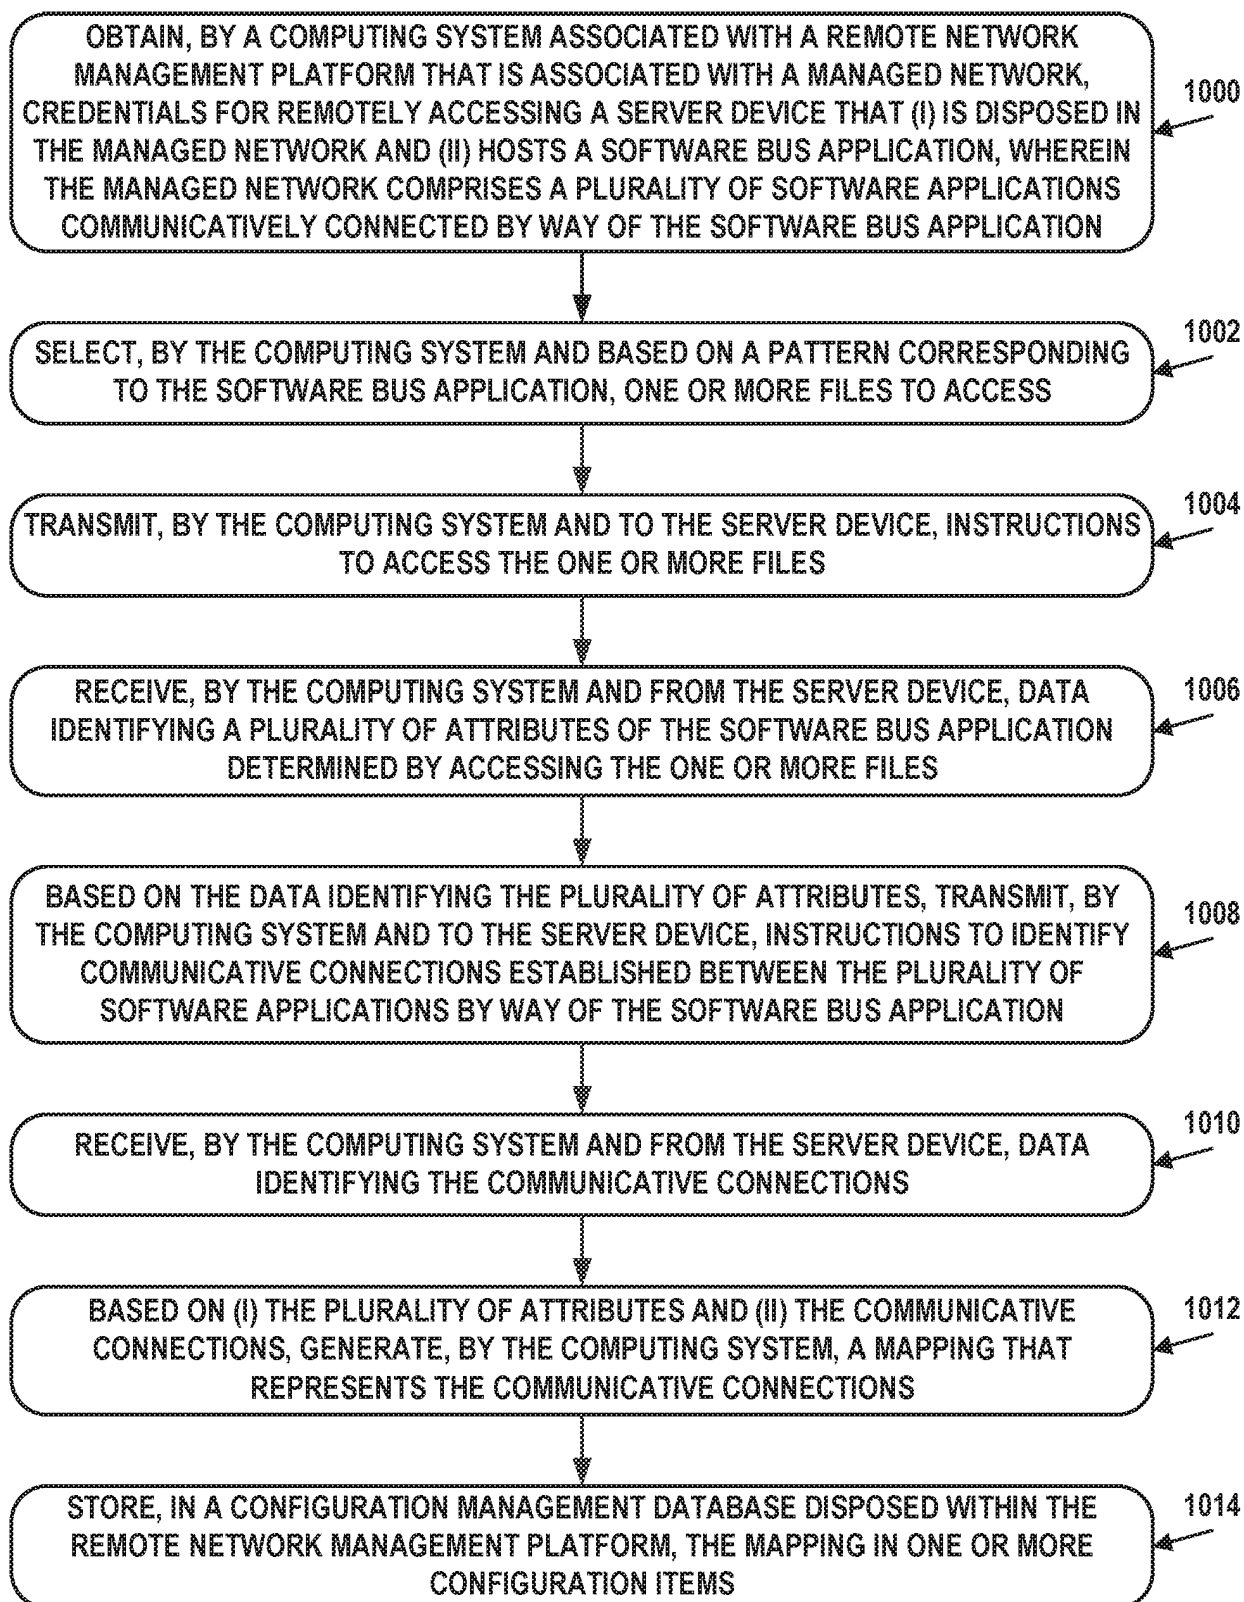 OBTAIN, BY A COMPUTING SYSTEM ASSOCIATED WITH A REMOTE NETWORK
MANAGEMENT PLATFORM THAT IS ASSOCIATED WITH A MANAGED NETWORK,
CREDENTIALS FOR REMOTELY ACCESSING A SERVER DEVICE THAT (I) IS DISPOSED IN
THE MANAGED NETWORK AND (II) HOSTS A SOFTWARE BUS APPLICATION, WHEREIN
THE MANAGED NETWORK COMPRISES A PLURALITY OF SOFTWARE APPLICATIONS
COMMUNICATIVELY CONNECTED BY WAY OF THE SOFTWARE BUS APPLICATION
1000
SELECT, BY THE COMPUTING SYSTEM AND BASED ON A PATTERN CORRESPONDING
TO THE SOFTWARE BUS APPLICATION, ONE OR MORE FILES TO ACCESS
1002
TRANSMIT, BY THE COMPUTING SYSTEM AND TO THE SERVER DEVICE, INSTRUCTIONS
TO ACCESS THE ONE OR MORE FILES
1004
RECEIVE, BY THE COMPUTING SYSTEM AND FROM THE SERVER DEVICE, DATA
IDENTIFYING A PLURALITY OF ATTRIBUTES OF THE SOFTWARE BUS APPLICATION
DETERMINED BY ACCESSING THE ONE OR MORE FILES
1006
BASED ON THE DATA IDENTIFYING THE PLURALITY OF ATTRIBUTES, TRANSMIT, BY
THE COMPUTING SYSTEM AND TO THE SERVER DEVICE, INSTRUCTIONS TO IDENTIFY
COMMUNICATIVE CONNECTIONS ESTABLISHED BETWEEN THE PLURALITY OF
SOFTWARE APPLICATIONS BY WAY OF THE SOFTWARE BUS APPLICATION
1008
RECEIVE, BY THE COMPUTING SYSTEM AND FROM THE SERVER DEVICE, DATA
IDENTIFYING THE COMMUNICATIVE CONNECTIONS
1010
BASED ON (I) THE PLURALITY OF ATTRIBUTES AND (II) THE COMMUNICATIVE
CONNECTIONS, GENERATE, BY THE COMPUTING SYSTEM, A MAPPING THAT
REPRESENTS THE COMMUNICATIVE CONNECTIONS
1012
STORE, IN A CONFIGURATION MANAGEMENT DATABASE DISPOSED WITHIN THE
REMOTE NETWORK MANAGEMENT PLATFORM, THE MAPPING IN ONE OR MORE
CONFIGURATION ITEMS
1014